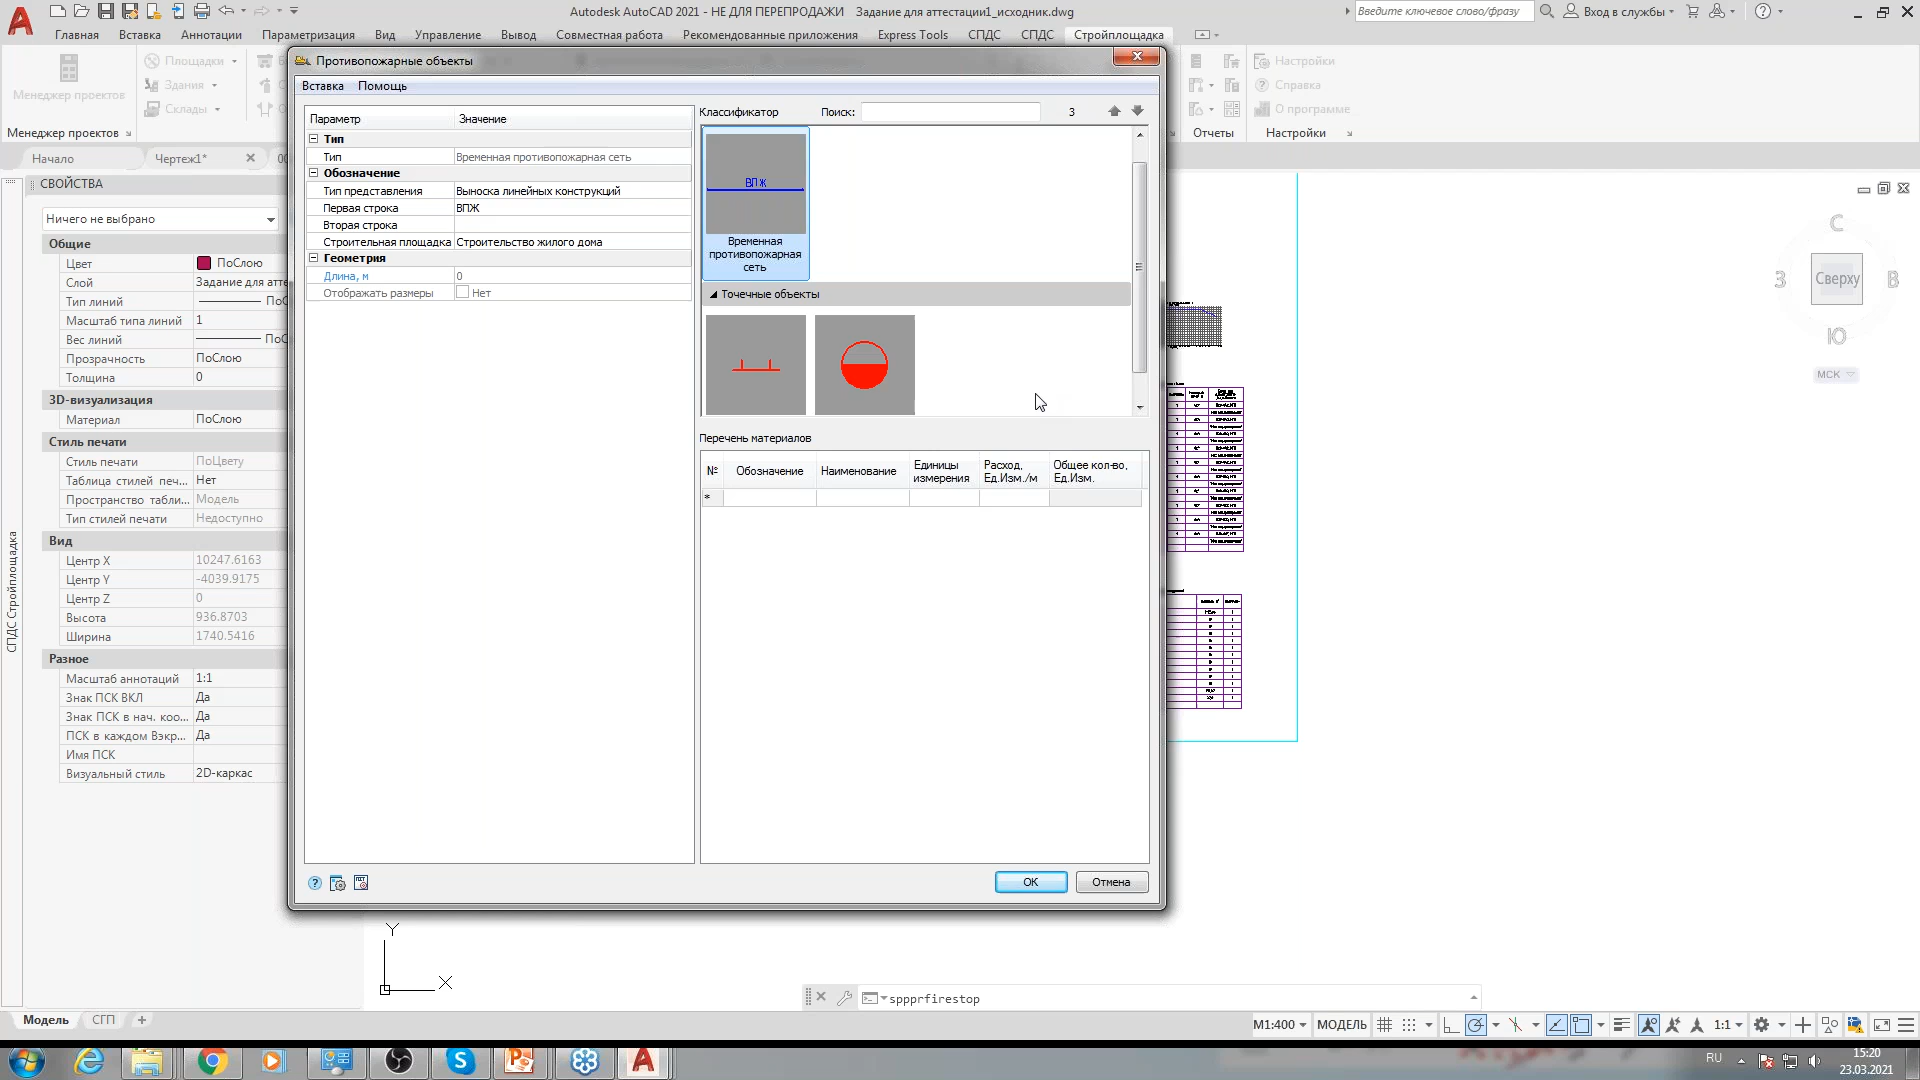 Autodesk AutoCAD 2021 - НЕ ДЛЯ ПЕРЕПРОДАЖИ Задание для аттестации1_исходник.dwg
Введите ключевое слово/фразу
Вход в службы
Главная Вставка Аннотации Параметризация Вид Управление Вывод Совместная работа Рекомендованные приложения Express Tools СПДС СПДС Стройплощадка
Менеджер проектов
Площадки
Здания
Склады
Менеджер проектов
Настройки
Справка
О программе
Отчеты
Настройки
Начало
Чертеж1*
СВОЙСТВА
Ничего не выбрано
Общие
Цвет ПоСлою
Слой Задание для атте
Тип линий ПоС
Масштаб типа линий 1
Вес линий ПоС
Прозрачность ПоСлою
Толщина 0
3D-визуализация
Материал ПоСлою
Стиль печати
Стиль печати ПоЦвету
Таблица стилей печ... Нет
Пространство табли... Модель
Тип стилей печати Недоступно
Вид
Центр X 10247.6163
Центр Y -4039.9175
Центр Z 0
Высота 936.8703
Ширина 1740.5416
Разное
Масштаб аннотаций 1:1
Знак ПСК ВКЛ Да
Знак ПСК в нач. коо... Да
ПСК в каждом Вэкр... Да
Имя ПСК
Визуальный стиль 2D-каркас
СПДС Стройплощадка
Противопожарные объекты
Вставка Помощь
Параметр Значение
Тип
Тип Временная противопожарная сеть
Обозначение
Тип представления Выноска линейных конструкций
Первая строка ВПЖ
Вторая строка
Строительная площадка Строительство жилого дома
Геометрия
Длина, м 0
Отображать размеры Нет
Классификатор Поиск: 3
ВПЖ
Временная
противопожарная
сеть
Точечные объекты
Перечень материалов
№ Обозначение Наименование Единицы измерения Расход, Ед.Изм./м Общее кол-во, Ед.Изм.
*
ОК Отмена
С
З Сверху В
Ю
МСК
Y
X
sppprfirestop
Модель СГП +
М1:400 МОДЕЛЬ 1:1
RU 15:20
23.03.2021